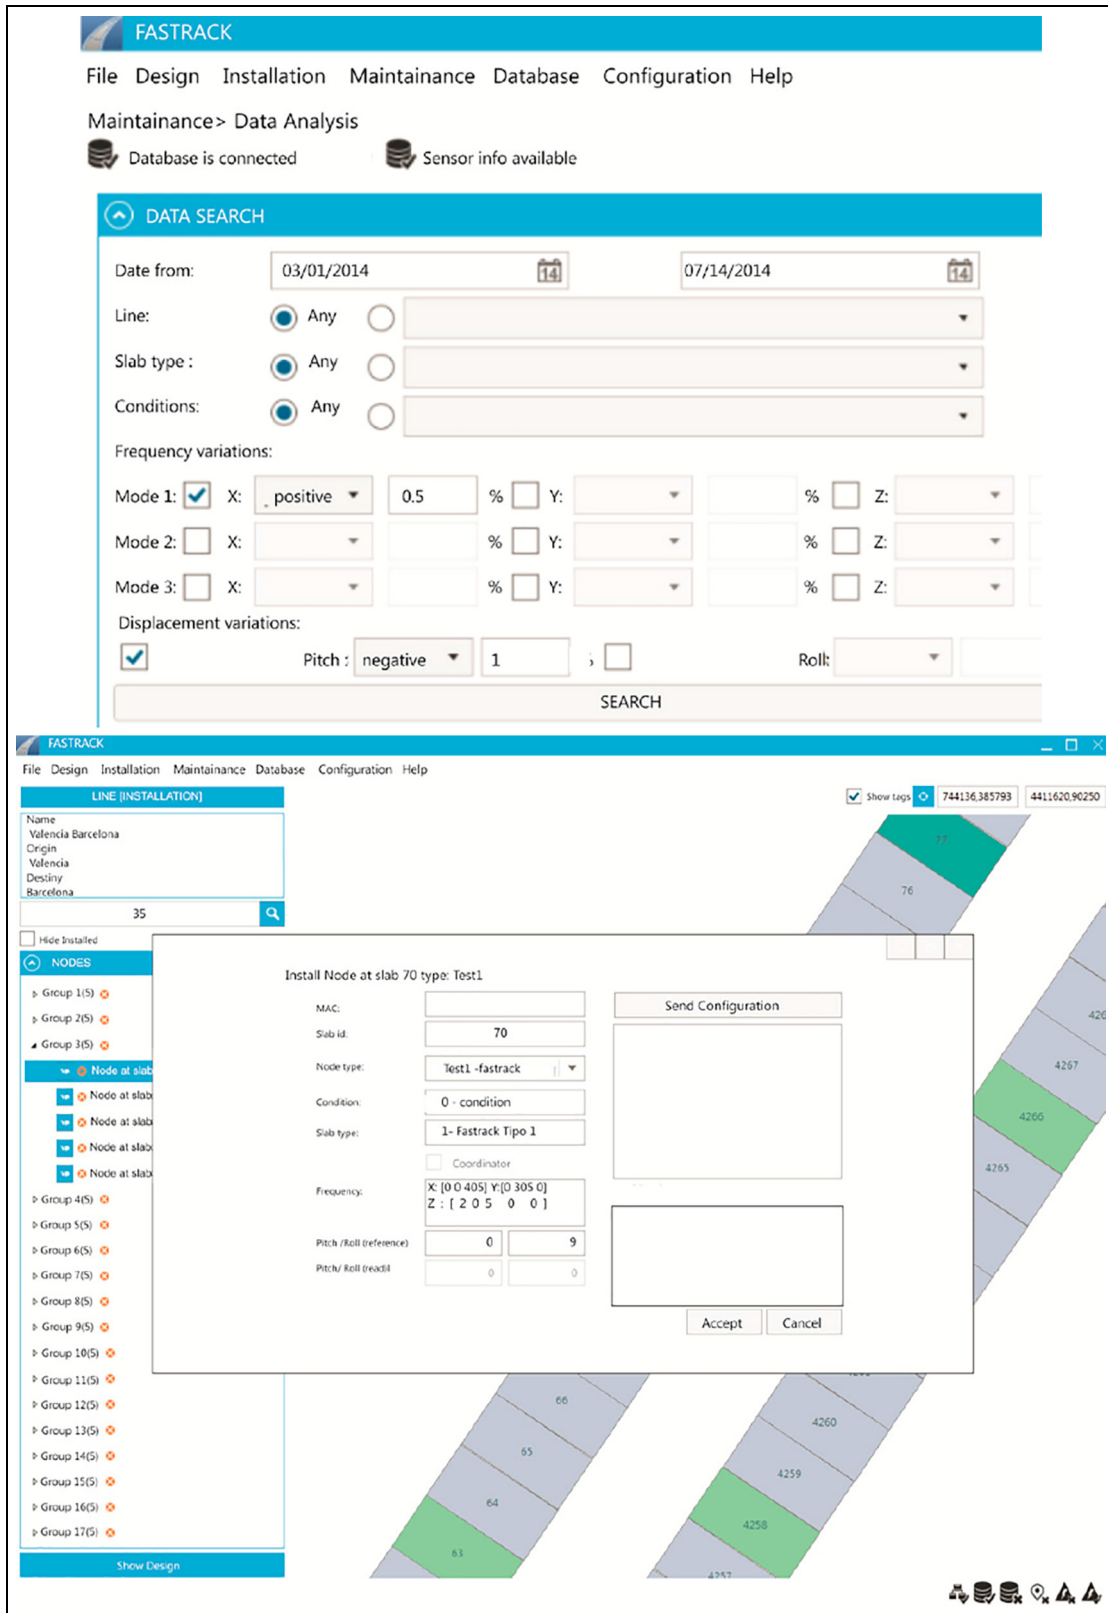 FASTRACK
File Design Installation Maintainance Database Configuration Help
Maintainance> Data Analysis
Database is connected Sensor info available
DATA SEARCH
Date from: 03/01/2014 14 07/14/2014 14
Line: Any
Slab type : Any
Conditions: Any
Frequency variations:
Mode 1: X: positive 0.5 % Y: % Z:
Mode 2: X: % Y: % Z:
Mode 3: X: % Y: % Z:
Displacement variations:
Pitch : negative 1 Roll:
SEARCH
FASTRACK
File Design Installation Maintainance Database Configuration Help
LINE [INSTALLATION]
Show tags 744136,385793 4411620,90250
Name
Valencia Barcelona
Origin
Valencia
Destiny
Barcelona
35
Hide Installed
NODES
Group 1(5)
Group 2(5)
Group 3(5)
Node at slab
Node at slab
Node at slab
Node at slab
Node at slab
Group 4(5)
Group 5(5)
Group 6(5)
Group 7(5)
Group 8(5)
Group 9(5)
Group 10(5)
Group 11(5)
Group 12(5)
Group 13(5)
Group 14(5)
Group 15(5)
Group 16(5)
Group 17(5)
Show Design
Install Node at slab 70 type: Test1
MAC:
Slab id: 70
Node type: Test1 -fastrack
Condition: 0 - condition
Slab type: 1- Fastrack Tipo 1
Coordinator
Frequency: X: [0 0 405] Y:[0 305 0]
Z : [ 2 0 5 0 0 ]
Pitch /Roll (reference) 0 9
Pitch/ Roll (read)l 0 0
Send Configuration
Accept Cancel
77
76
426
4267
4266
4265
66
65
64
63
4260
4259
4258
4257